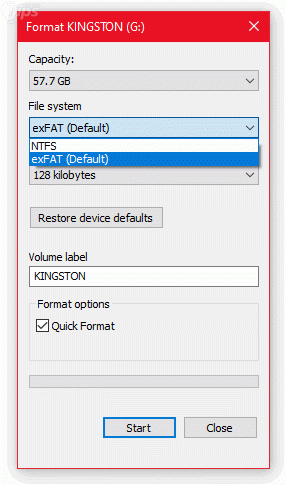 Format KINGSTON (G:)
Capacity:
57.7 GB
File system
exFAT (Default)
NTFS
exFAT (Default)
128 kilobytes
Restore device defaults
Volume label
KINGSTON
Format options
Quick Format
Start
Close